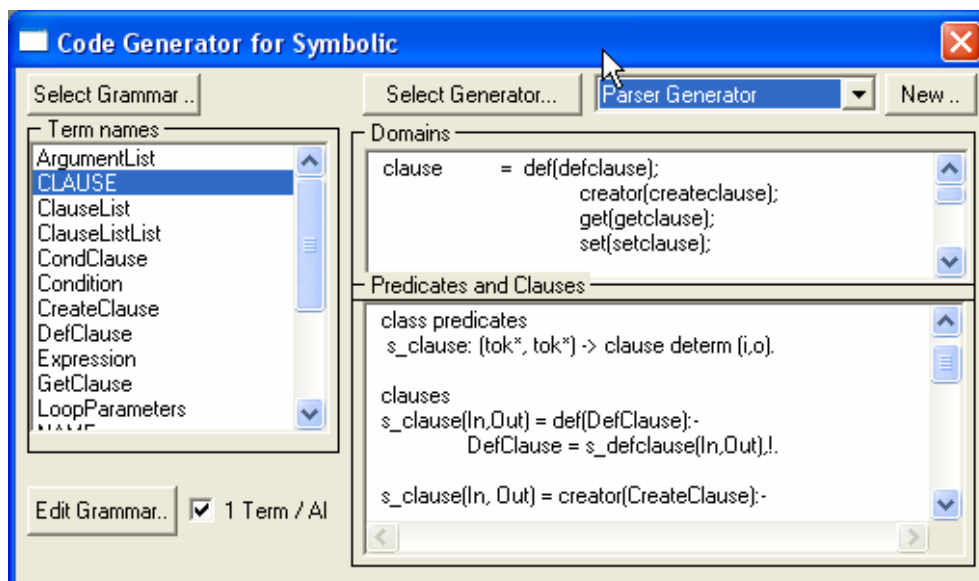 Code Generator for Symbolic
Select Grammar ..
Select Generator...
Parser Generator
New ..
Term names
ArgumentList
CLAUSE
ClauseList
ClauseListList
CondClause
Condition
CreateClause
DefClause
Expression
GetClause
LoopParameters
NAME
Edit Grammar..
1 Term / Al
Domains
clause = def(defclause);
creator(createclause);
get(getclause);
set(setclause);
Predicates and Clauses
class predicates
s_clause: (tok*, tok*) -> clause determ (i,o).
clauses
s_clause(In,Out) = def(DefClause):-
DefClause = s_defclause(In,Out),!.
s_clause(In, Out) = creator(CreateClause):-